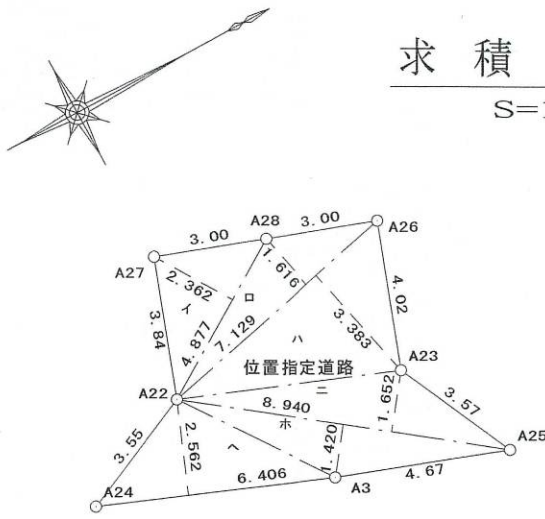 求 積
S=
A28
3.00
3.00
A26
A27
2.362
1.616
イ
ロ
4.02
3.84
4.877
7.129
ハ
3.383
A23
位置指定道路
A22
ニ
8.940
1.652
3.57
ホ
3.55
2.562
ヘ
1.420
A25
6.406
4.67
A24
A3